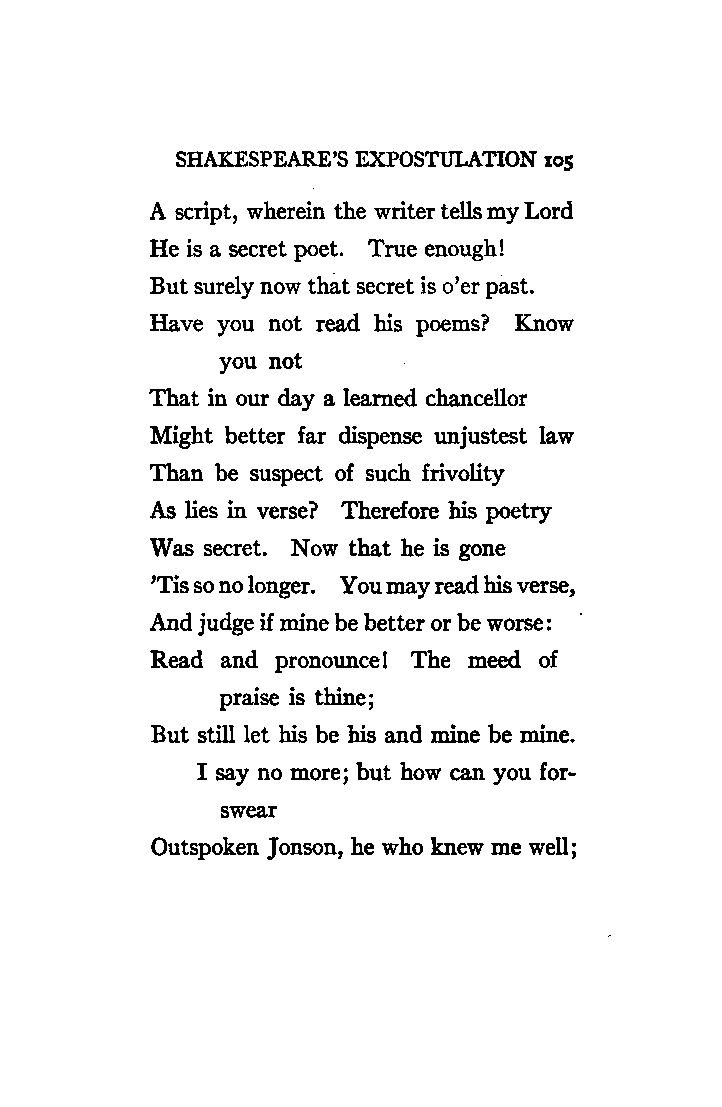 SHAKESPEARE'S EXPOSTULATION 105
A script, wherein the writer tells my Lord
He is a secret poet. True enough!
But surely now that secret is o'er past.
Have you not read his poems? Know
you not
That in our day a learned chancellor
Might better far dispense unjustest law
Than be suspect of such frivolity
As lies in verse? Therefore his poetry
Was secret. Now that he is gone
'Tis so no longer. You may read his verse,
And judge if mine be better or be worse:
Read and pronounce! The meed of
praise is thine;
But still let his be his and mine be mine.
I say no more; but how can you for-
swear
Outspoken Jonson, he who knew me well;